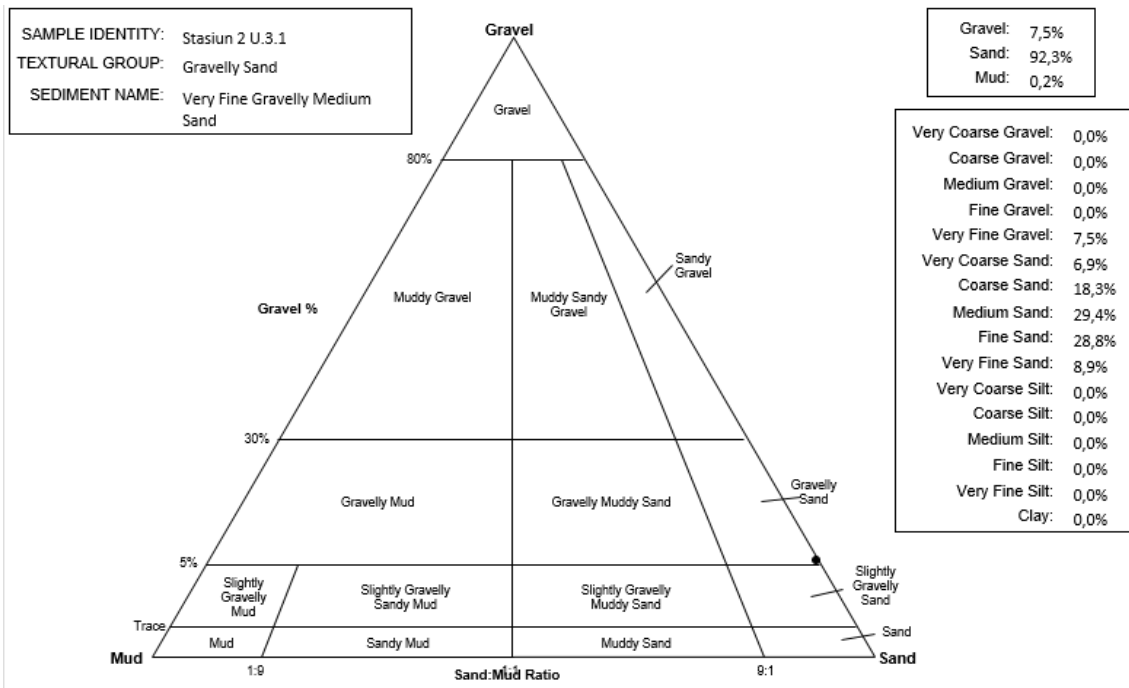 SAMPLE IDENTITY: Stasiun 2 U.3.1
TEXTURAL GROUP: Gravelly Sand
SEDIMENT NAME: Very Fine Gravelly Medium
Sand
Gravel: 7,5%
Sand: 92,3%
Mud: 0,2%
Very Coarse Gravel: 0,0%
Coarse Gravel: 0,0%
Medium Gravel: 0,0%
Fine Gravel: 0,0%
Very Fine Gravel: 7,5%
Very Coarse Sand: 6,9%
Coarse Sand: 18,3%
Medium Sand: 29,4%
Fine Sand: 28,8%
Very Fine Sand: 8,9%
Very Coarse Silt: 0,0%
Coarse Silt: 0,0%
Medium Silt: 0,0%
Fine Silt: 0,0%
Very Fine Silt: 0,0%
Clay: 0,0%
Gravel
Gravel
80%
Sandy
Gravel
Muddy Gravel
Muddy Sandy
Gravel
Gravel %
30%
Gravelly Mud
Gravelly Muddy Sand
Gravelly
Sand
5%
Slightly
Gravelly
Mud
Slightly Gravelly
Sandy Mud
Slightly Gravelly
Muddy Sand
Slightly
Gravelly
Sand
Trace
Mud
Sandy Mud
Muddy Sand
Sand
Mud
Sand
1:9
9:1
Sand:Mud Ratio